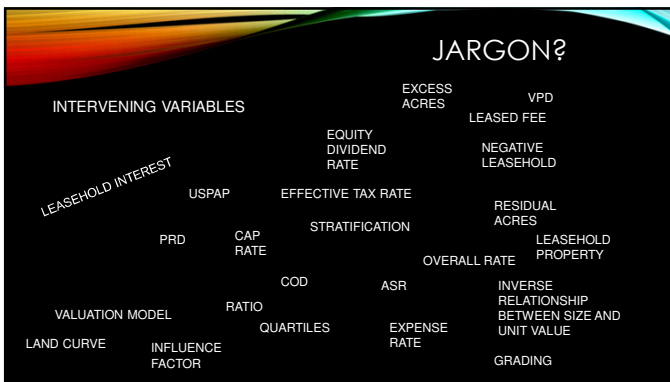 JARGON?
EXCESS
ACRES
VPD
INTERVENING VARIABLES
LEASED FEE
EQUITY
DIVIDEND
RATE
NEGATIVE
LEASEHOLD
LEASEHOLD INTEREST
USPAP
EFFECTIVE TAX RATE
RESIDUAL
ACRES
STRATIFICATION
PRD
CAP
RATE
LEASEHOLD
PROPERTY
OVERALL RATE
COD
ASR
INVERSE
RELATIONSHIP
BETWEEN SIZE AND
UNIT VALUE
RATIO
VALUATION MODEL
QUARTILES
EXPENSE
RATE
LAND CURVE
INFLUENCE
FACTOR
GRADING